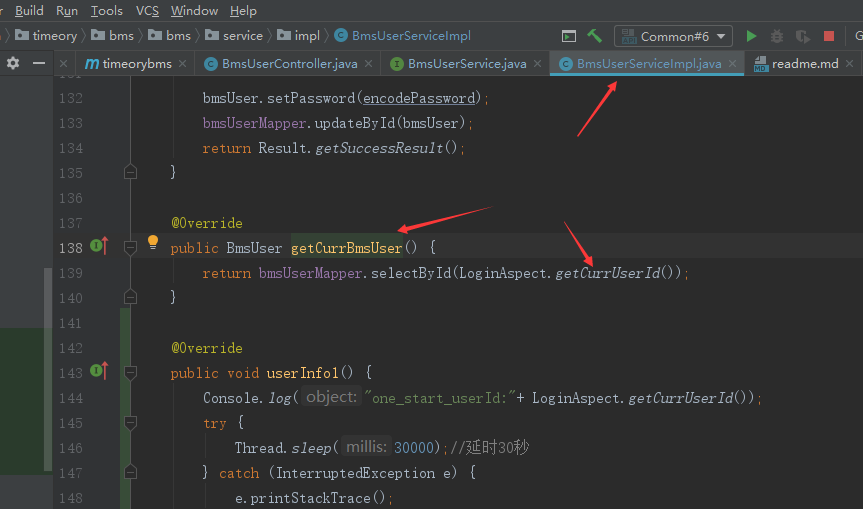 Build Run Tools VCS Window Help
timeory bms bms service impl BmsUserServiceImpl Common#6
timeorybms BmsUserController.java BmsUserService.java BmsUserServiceImpl.java readme.md
132 bmsUser.setPassword(encodePassword);
133 bmsUserMapper.updateById(bmsUser);
134 return Result.getSuccessResult();
135 }
136
137 @Override
138 public BmsUser getCurrBmsUser() {
139 return bmsUserMapper.selectById(LoginAspect.getCurrUserId());
140 }
141
142 @Override
143 public void userInfo1() {
144 Console.log( object: "one_start_userId:"+ LoginAspect.getCurrUserId());
145 try {
146 Thread.sleep( millis: 30000);//延时30秒
147 } catch (InterruptedException e) {
148 e.printStackTrace();